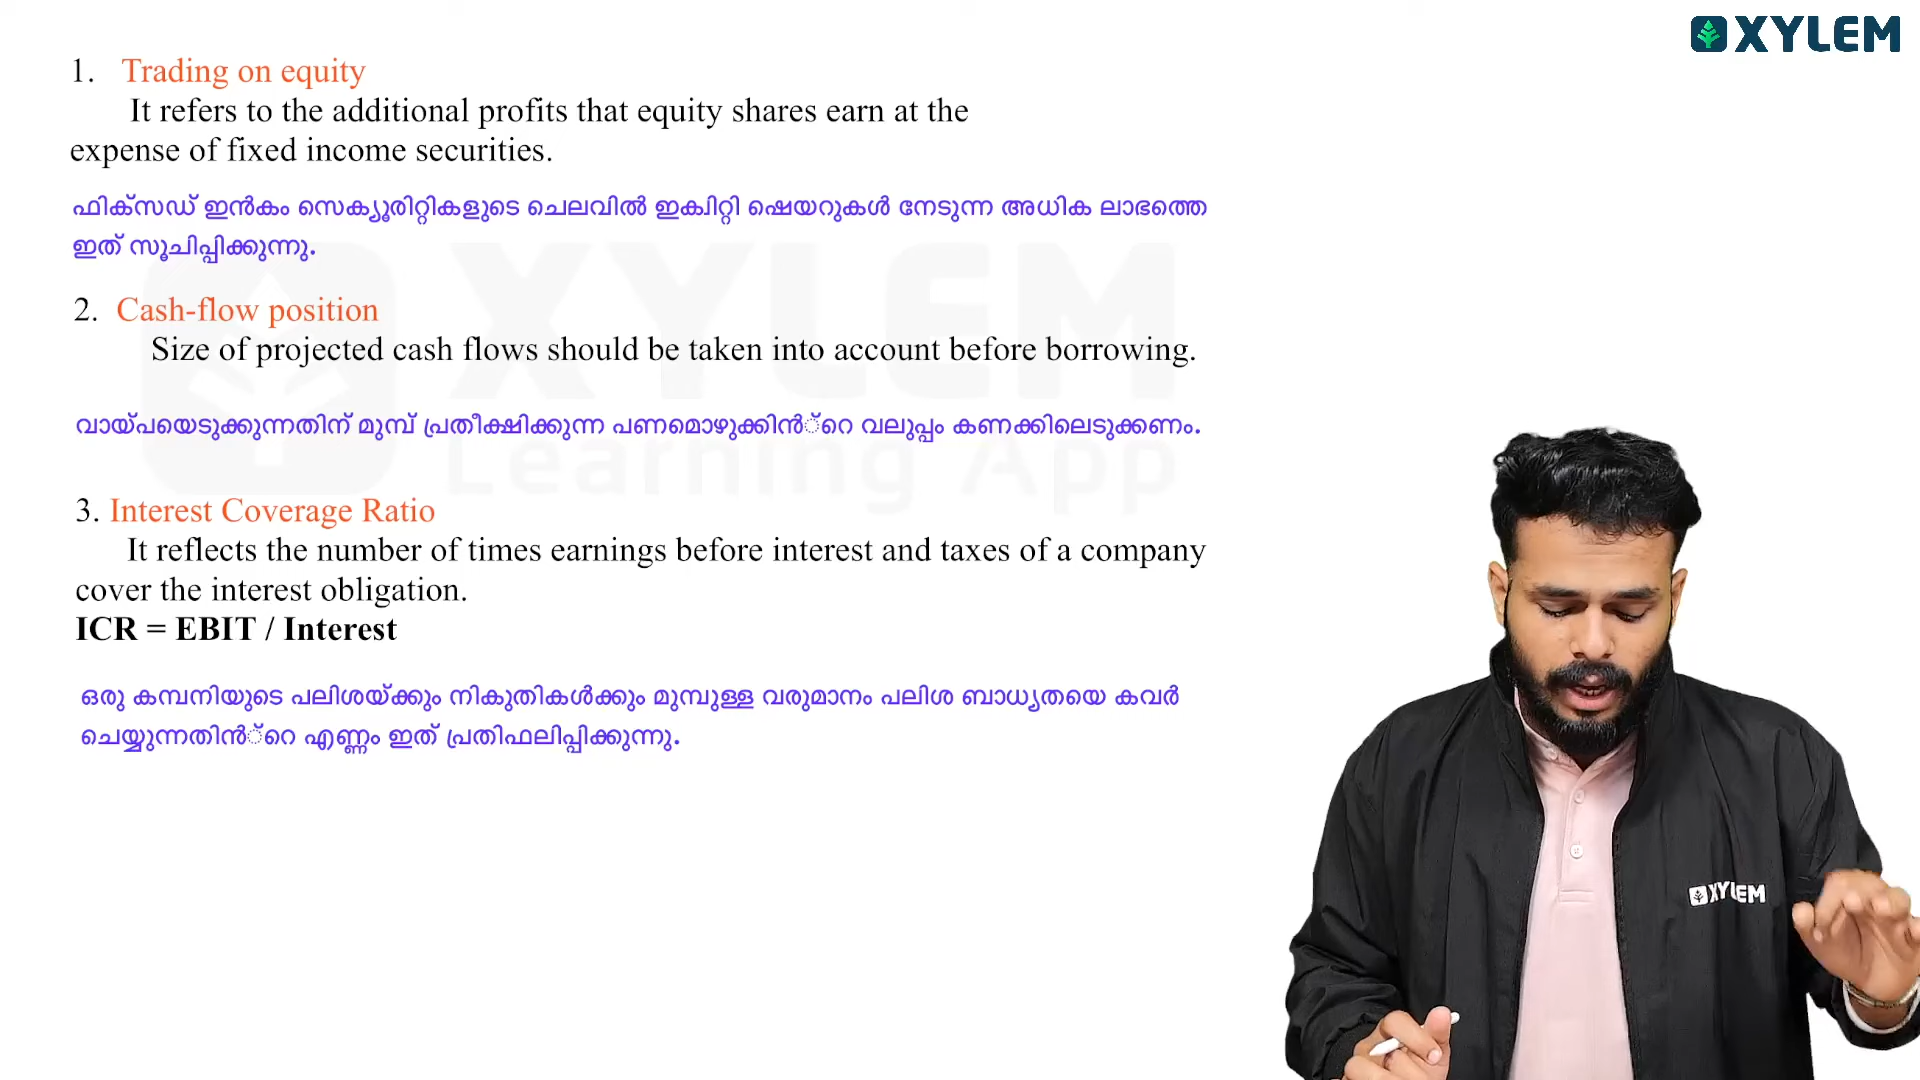 XYLEM
1. Trading on equity
It refers to the additional profits that equity shares earn at the
expense of fixed income securities.
ഫിക്സഡ് ഇൻകം സെക്യൂരിറ്റികളുടെ ചെലവിൽ ഇക്വിറ്റി ഷെയറുകൾ നേടുന്ന അധിക ലാഭത്തെ
ഇത് സൂചിപ്പിക്കുന്നു.
2. Cash-flow position
Size of projected cash flows should be taken into account before borrowing.
വായ്പയെടുക്കുന്നതിന് മുമ്പ് പ്രതീക്ഷിക്കുന്ന പണമൊഴുക്കിൻ്റെ വലുപ്പം കണക്കിലെടുക്കണം.
XYLEM
Learning App
3. Interest Coverage Ratio
It reflects the number of times earnings before interest and taxes of a company
cover the interest obligation.
ICR = EBIT / Interest
ഒരു കമ്പനിയുടെ പലിശയ്ക്കും നികുതികൾക്കും മുമ്പുള്ള വരുമാനം പലിശ ബാധ്യതയെ കവർ
ചെയ്യുന്നതിൻ്റെ എണ്ണം ഇത് പ്രതിഫലിപ്പിക്കുന്നു.
XYLEM